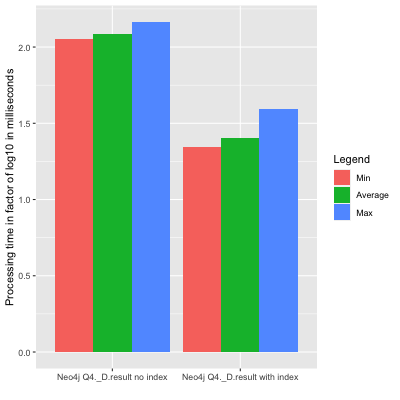 Processing time in factor of log10 in milliseconds
2.0
1.5
1.0
0.5
0.0
Neo4j Q4._D.result no index
Neo4j Q4._D.result with index
Legend
Min
Average
Max